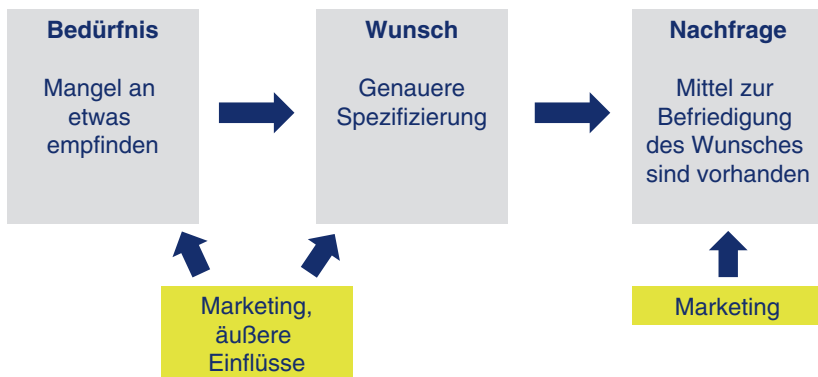 Bedürfnis
Mangel an
etwas
empfinden
Wunsch
Genauere
Spezifizierung
Nachfrage
Mittel zur
Befriedigung
des Wunsches
sind vorhanden
Marketing,
äußere
Einflüsse
Marketing